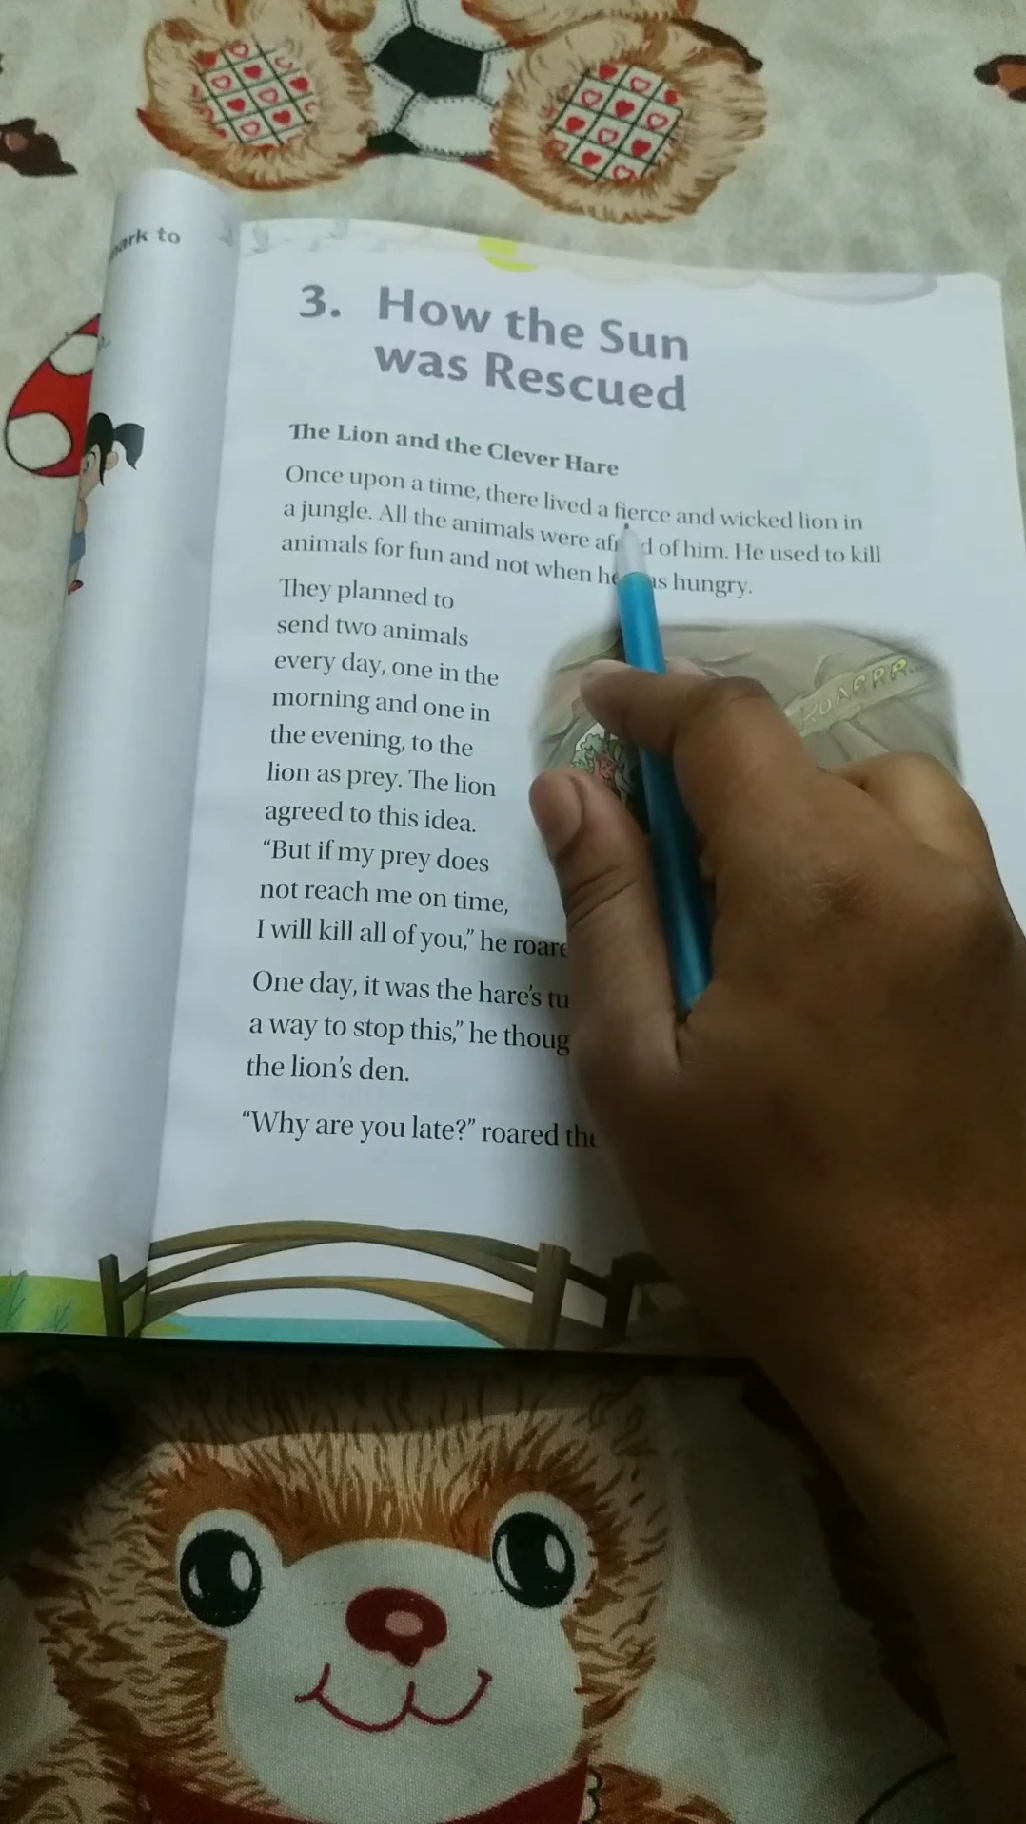 ark to
3. How the Sun
was Rescued
The Lion and the Clever Hare
Once upon a time, there lived a fierce and wicked lion in
a jungle. All the animals were of him. He used to kill
animals for fun and not when hungry.
They planned to
send two animals
every day, one in the
morning and one in
the evening, to the
lion as prey. The lion
agreed to this idea.
“But if my prey does
not reach me on time,
I will kill all of you,” he
One day, it was the hare’s
a way to stop this,” he
the lion’s den.
“Why are you late?” roared the
ROARRR...